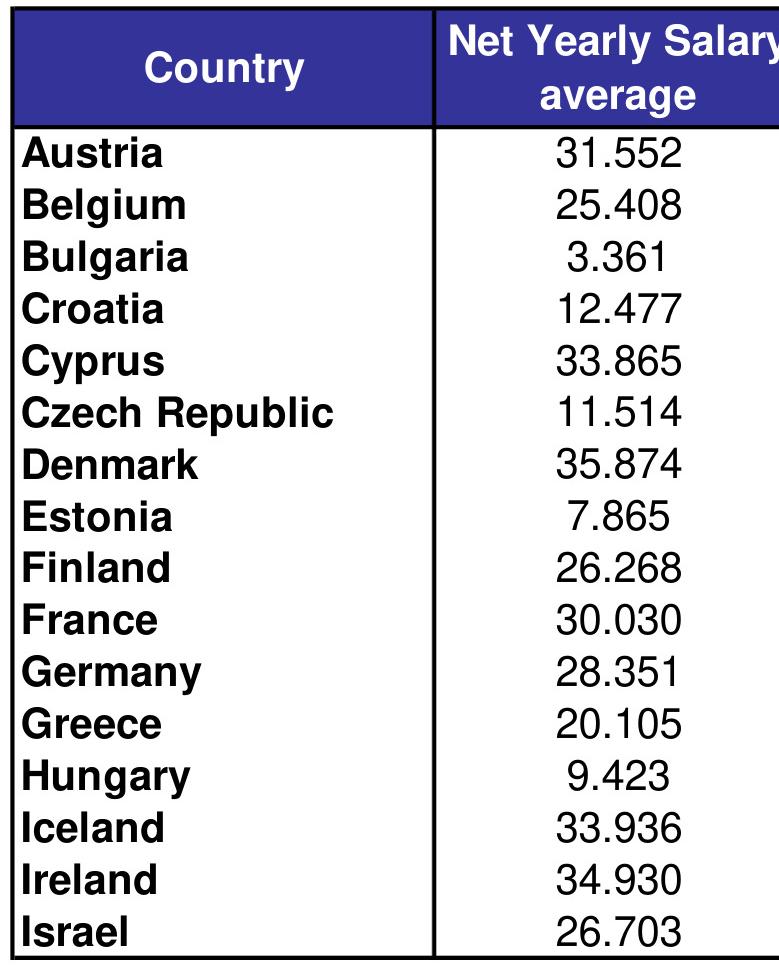 Country Net Yearly Salary
average
Austria 31.552
Belgium 25.408
Bulgaria 3.361
Croatia 12.477
Cyprus 33.865
Czech Republic 11.514
Denmark 35.874
Estonia 7.865
Finland 26.268
France 30.030
Germany 28.351
Greece 20.105
Hungary 9.423
Iceland 33.936
Ireland 34.930
Israel 26.703